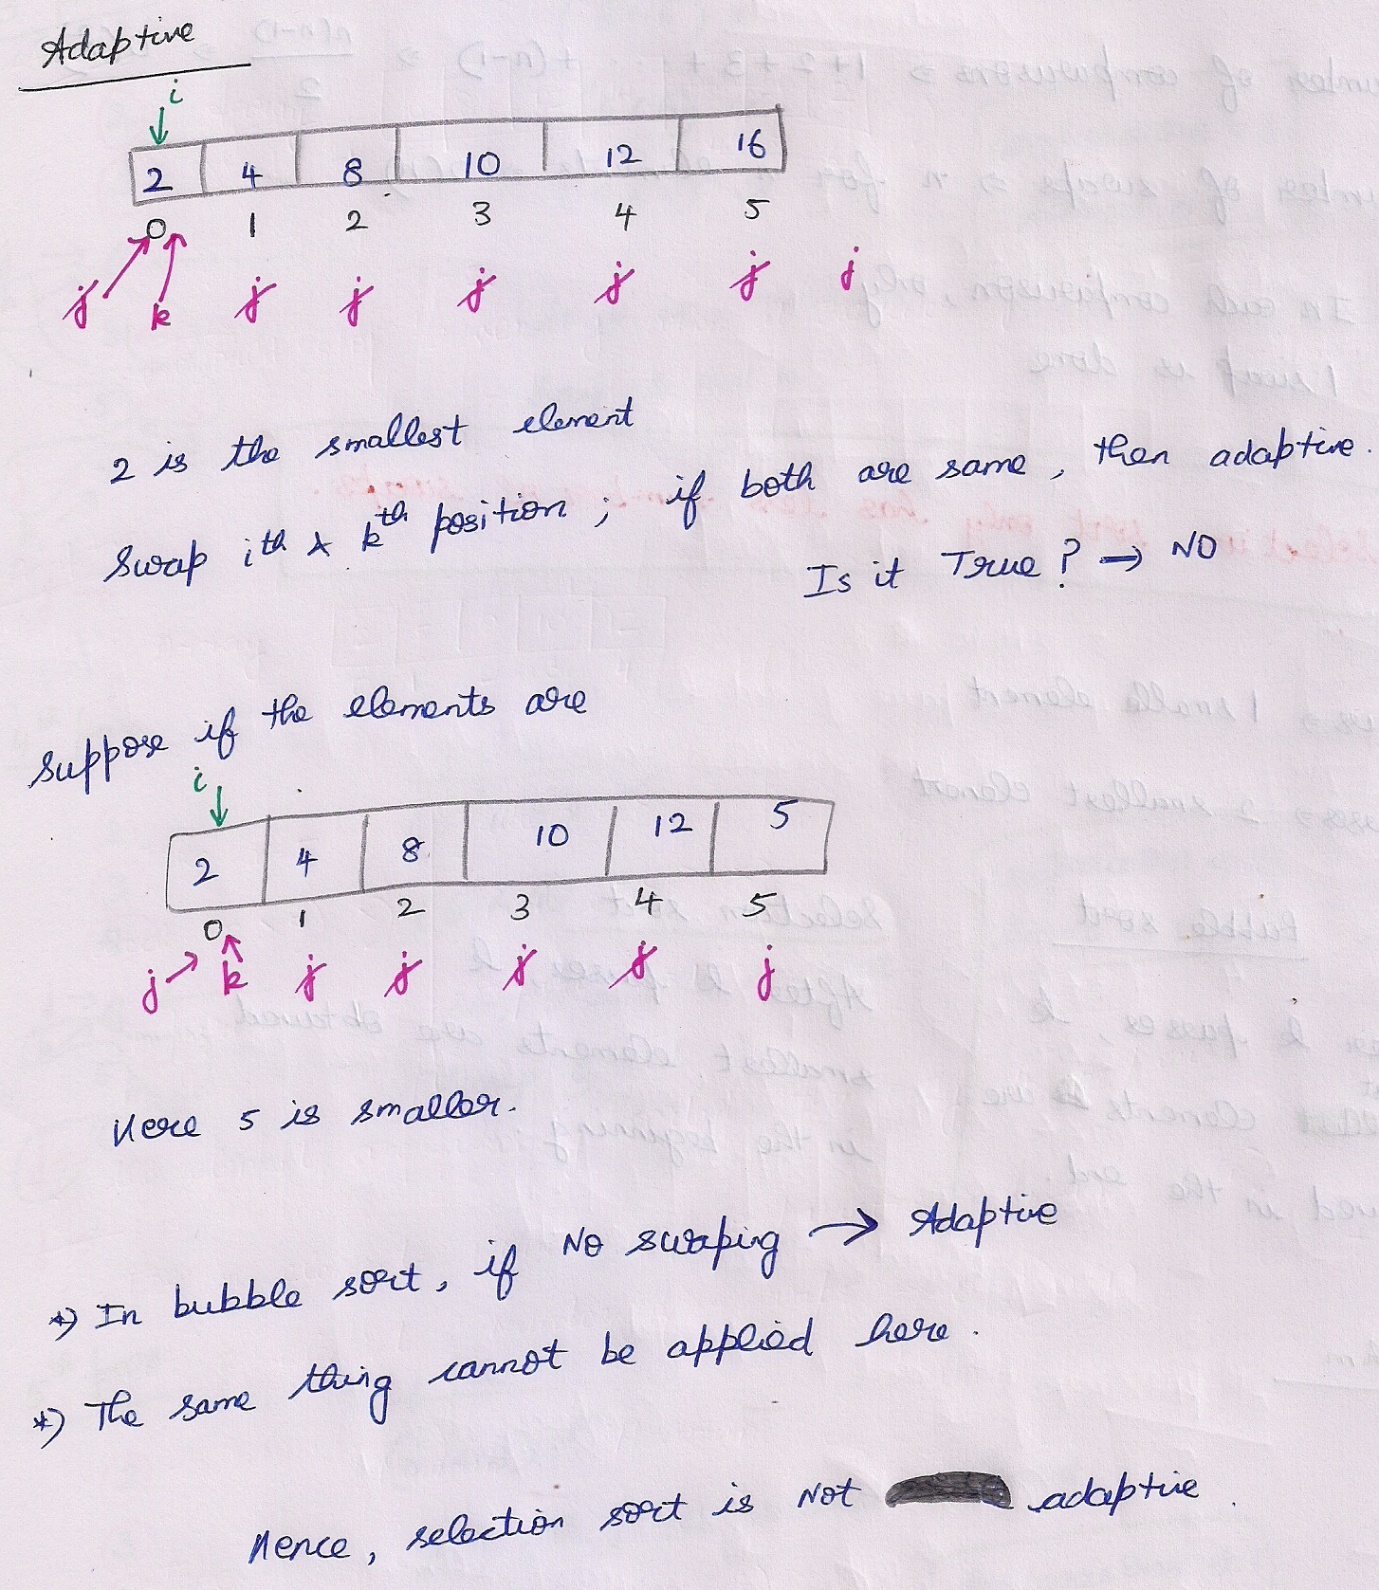 Adaptive
i
2 4 8 10 12 16
0 1 2 3 4 5
j k j j j j j j
2 is the smallest element
Swap ith & kth position ; if both are same , then adaptive.
Is it True ? → NO
Suppose if the elements are
i
2 4 8 10 12 5
0 1 2 3 4 5
j k j j j j j
Here 5 is smaller.
*) In bubble sort, if No swaping → Adaptive
*) The same thing cannot be applied here .
Hence, selection sort is Not adaptive .